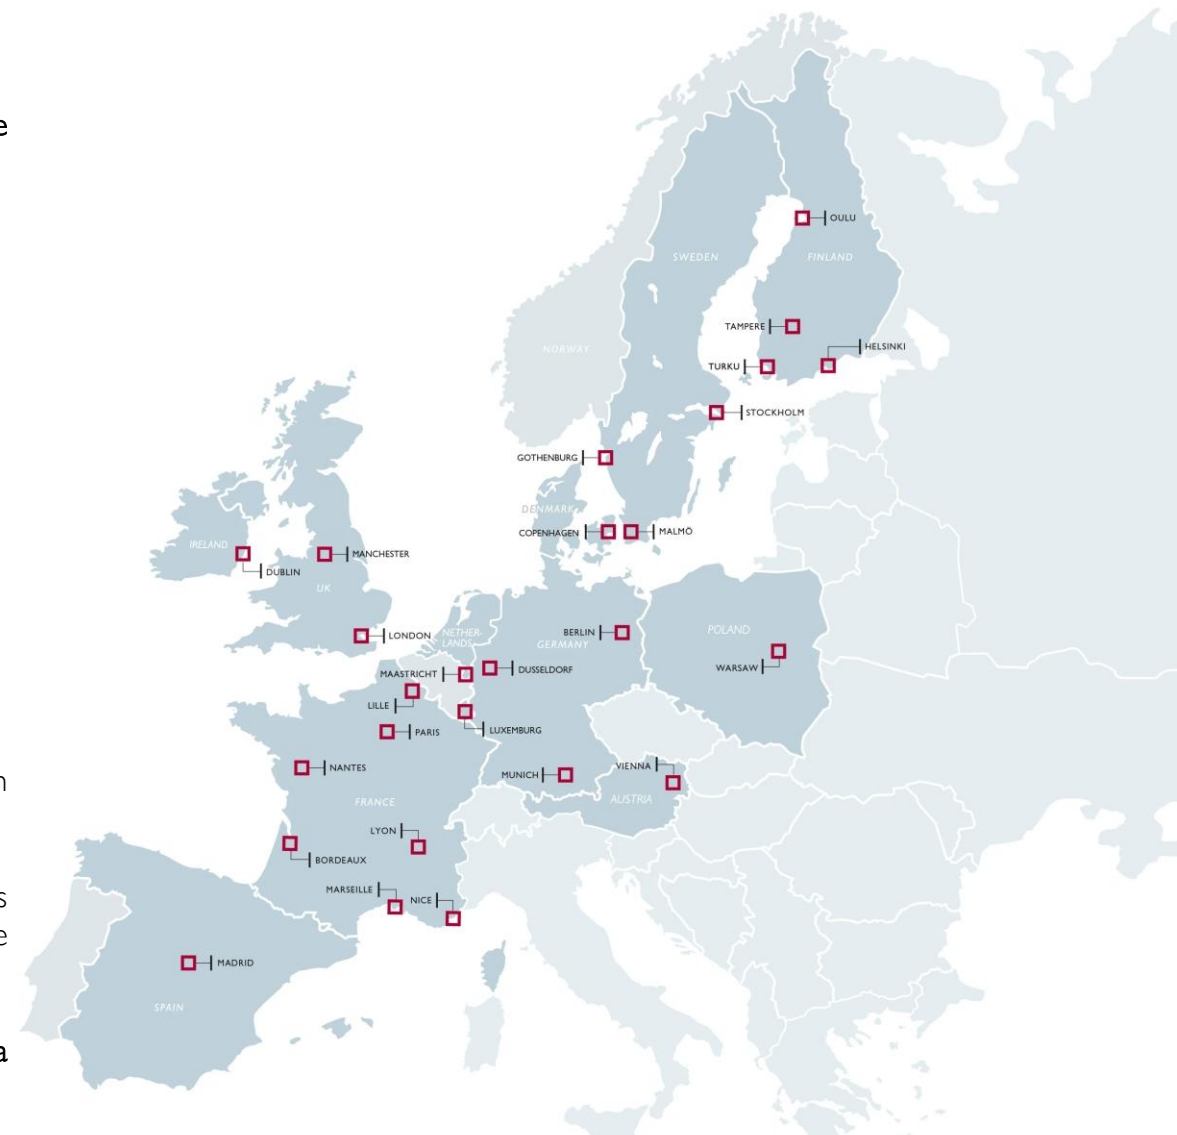 e
OULU
SWEDEN
FINLAND
TAMPERE
HELSINKI
NORWAY
TURKU
STOCKHOLM
GOTHENBURG
DENMARK
COPENHAGEN
MALMÖ
IRELAND
MANCHESTER
DUBLIN
UK
NETHER-
LANDS
BERLIN
GERMANY
POLAND
LONDON
WARSAW
DUSSELDORF
MAASTRICHT
LILLE
LUXEMBURG
PARIS
NANTES
MUNICH
VIENNA
n
FRANCE
AUSTRIA
LYON
BORDEAUX
MARSEILLE
NICE
s
e
MADRID
SPAIN
a